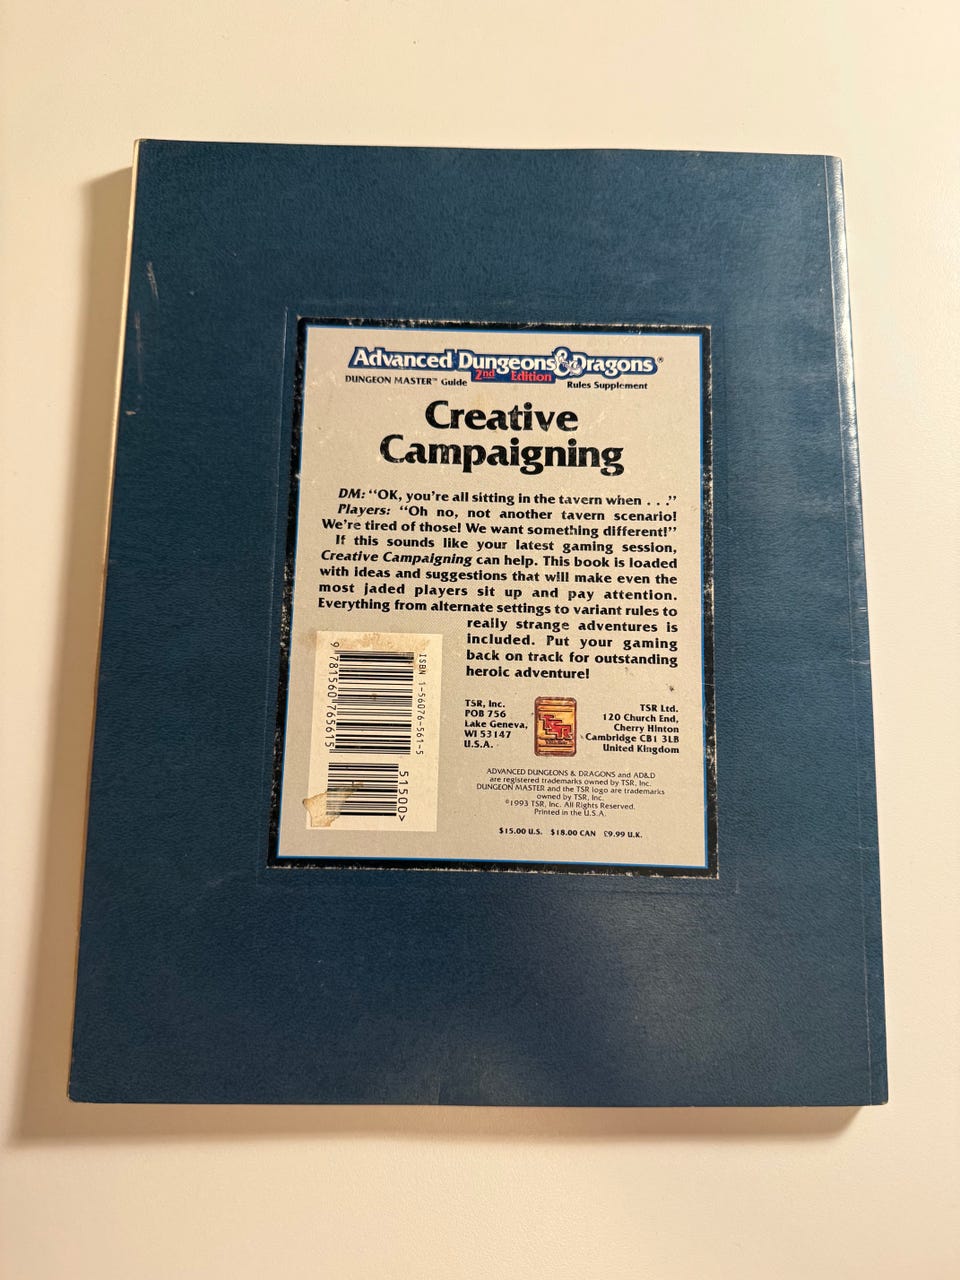 Advanced Dungeons & Dragons®
2nd Edition
DUNGEON MASTER™ Guide Rules Supplement
Creative
Campaigning
DM: "OK, you're all sitting in the tavern when . . ."
Players: "Oh no, not another tavern scenario!
We're tired of those! We want something different!"
If this sounds like your latest gaming session,
Creative Campaigning can help. This book is loaded
with ideas and suggestions that will make even the
most jaded players sit up and pay attention.
Everything from alternate settings to variant rules to
really strange adventures is
included. Put your gaming
back on track for outstanding
heroic adventure!
ISBN 1-56076-561-5
9 781560 765615
51500>
TSR, Inc.
POB 756
Lake Geneva,
WI 53147
U.S.A.
TSR
TSR Ltd.
120 Church End,
Cherry Hinton
Cambridge CB1 3LB
United Kingdom
ADVANCED DUNGEONS & DRAGONS and AD&D
are registered trademarks owned by TSR, Inc.
DUNGEON MASTER and the TSR logo are trademarks
owned by TSR, Inc.
©1993 TSR, Inc. All Rights Reserved.
Printed in the U.S.A.
$15.00 U.S. $18.00 CAN £9.99 U.K.